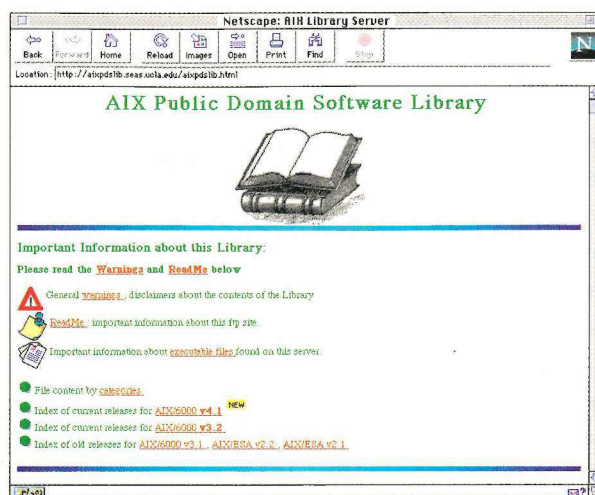 Netscape: AIX Library Server
Back Forward Home Reload Images Open Print Find Stop
N
Location: http://aixpdslib.seas.ucla.edu/aixpdslib.html
AIX Public Domain Software Library
Important Information about this Library:
Please read the Warnings and ReadMe below
General warnings , disclaimers about the contents of the Library
ReadMe : important information about this ftp site.
Important information about executable files found on this server.
File content by categories
Index of current releases for AIX/6000 v4.1 NEW
Index of current releases for AIX/6000 v3.2
Index of old releases for AIX/6000 v3.1 , AIX/ESA v2.2 , AIX/ESA v2.1